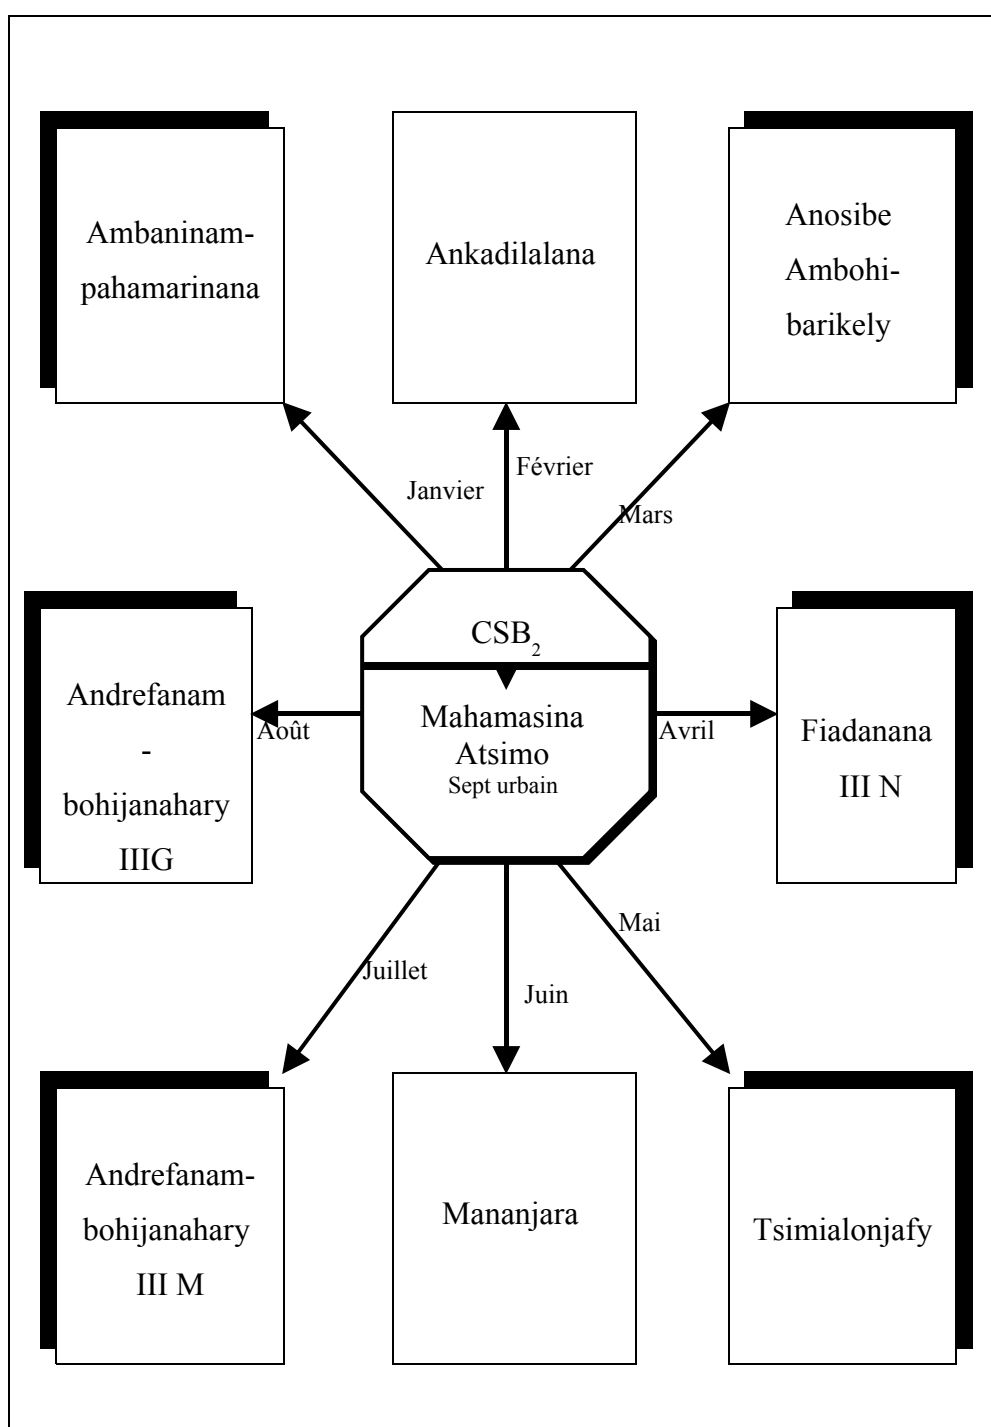 Ambaninam-
pahamarinana
Ankadilalana
Anosibe
Ambohi-
barikely
Janvier
Février
Mars
CSB2
Mahamasina
Atsimo
Sept urbain
Andrefanam
-
bohijanahary
IIIG
Août
Avril
Fiadanana
III N
Mai
Juillet
Juin
Andrefanam-
bohijanahary
III M
Mananjara
Tsimialonjafy